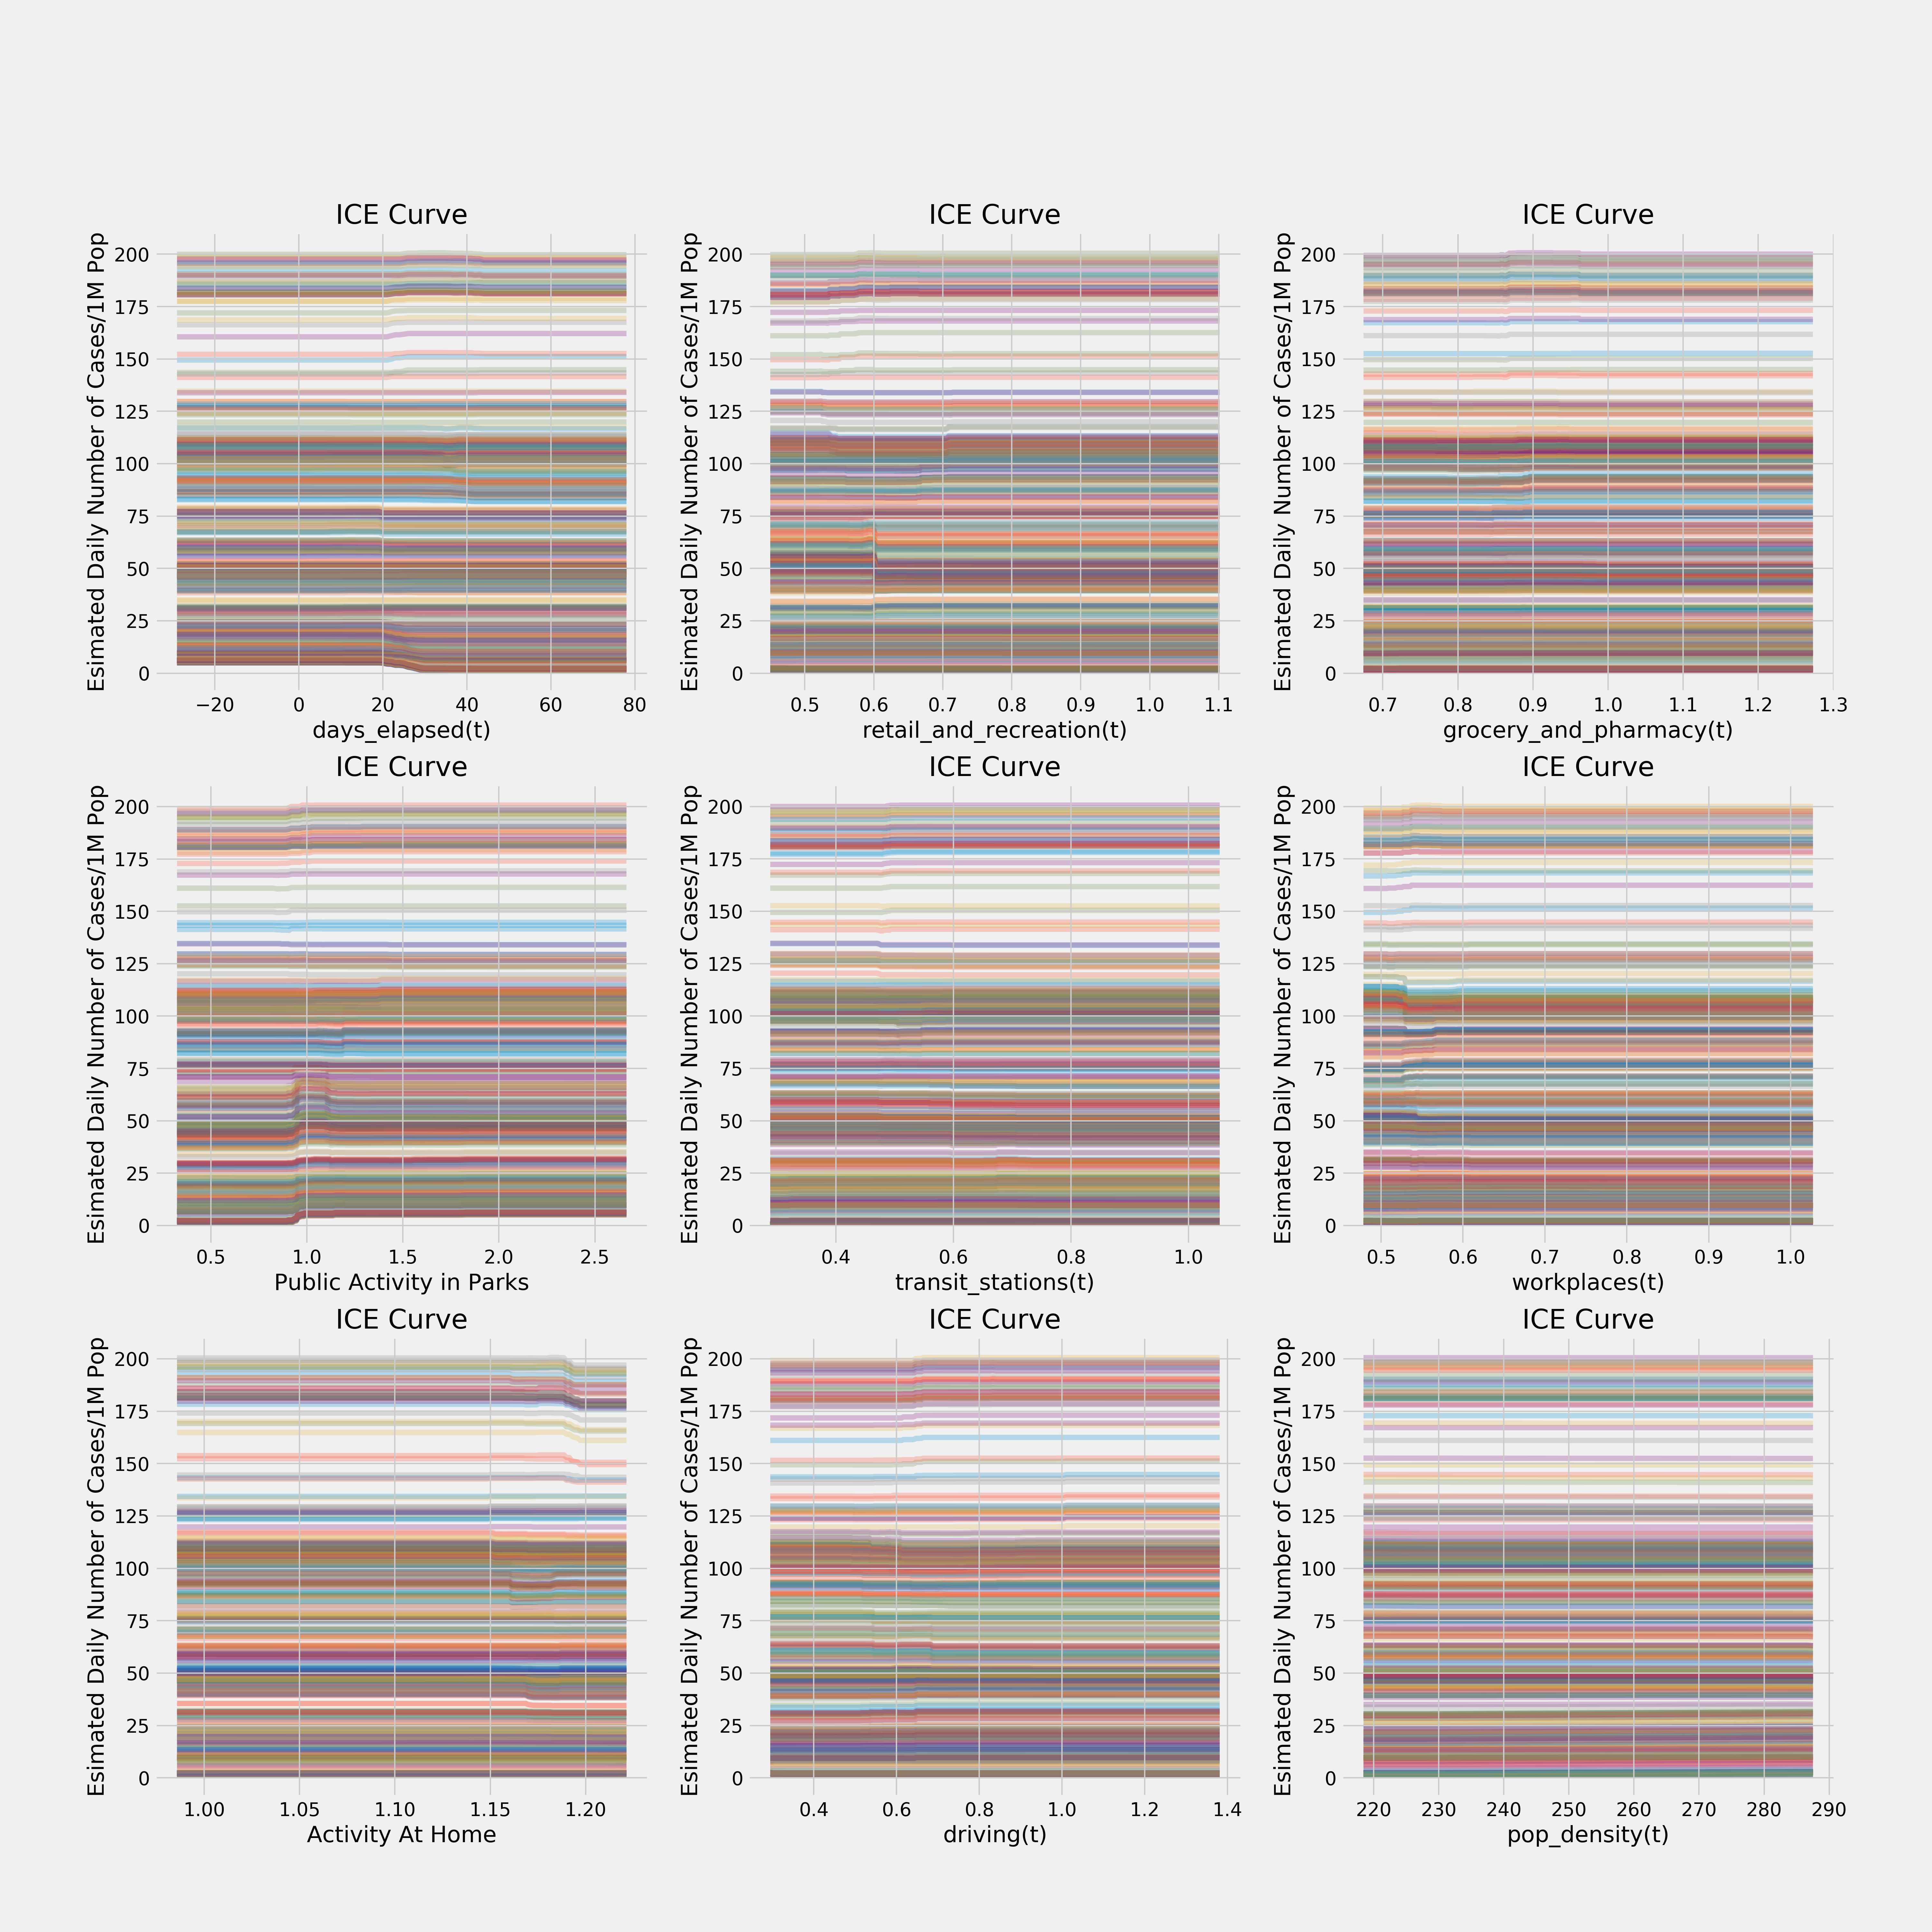 ICE Curve ICE Curve ICE Curve
Esimated Daily Number of Cases/1M Pop
200
175
150
125
100
75
50
25
0
−20 0 20 40 60 80
days_elapsed(t)
Esimated Daily Number of Cases/1M Pop
200
175
150
125
100
75
50
25
0
0.5 0.6 0.7 0.8 0.9 1.0 1.1
retail_and_recreation(t)
Esimated Daily Number of Cases/1M Pop
200
175
150
125
100
75
50
25
0
0.7 0.8 0.9 1.0 1.1 1.2 1.3
grocery_and_pharmacy(t)
ICE Curve ICE Curve ICE Curve
Esimated Daily Number of Cases/1M Pop
200
175
150
125
100
75
50
25
0
0.5 1.0 1.5 2.0 2.5
Public Activity in Parks
Esimated Daily Number of Cases/1M Pop
200
175
150
125
100
75
50
25
0
0.4 0.6 0.8 1.0
transit_stations(t)
Esimated Daily Number of Cases/1M Pop
200
175
150
125
100
75
50
25
0
0.5 0.6 0.7 0.8 0.9 1.0
workplaces(t)
ICE Curve ICE Curve ICE Curve
Esimated Daily Number of Cases/1M Pop
200
175
150
125
100
75
50
25
0
1.00 1.05 1.10 1.15 1.20
Activity At Home
Esimated Daily Number of Cases/1M Pop
200
175
150
125
100
75
50
25
0
0.4 0.6 0.8 1.0 1.2 1.4
driving(t)
Esimated Daily Number of Cases/1M Pop
200
175
150
125
100
75
50
25
0
220 230 240 250 260 270 280 290
pop_density(t)